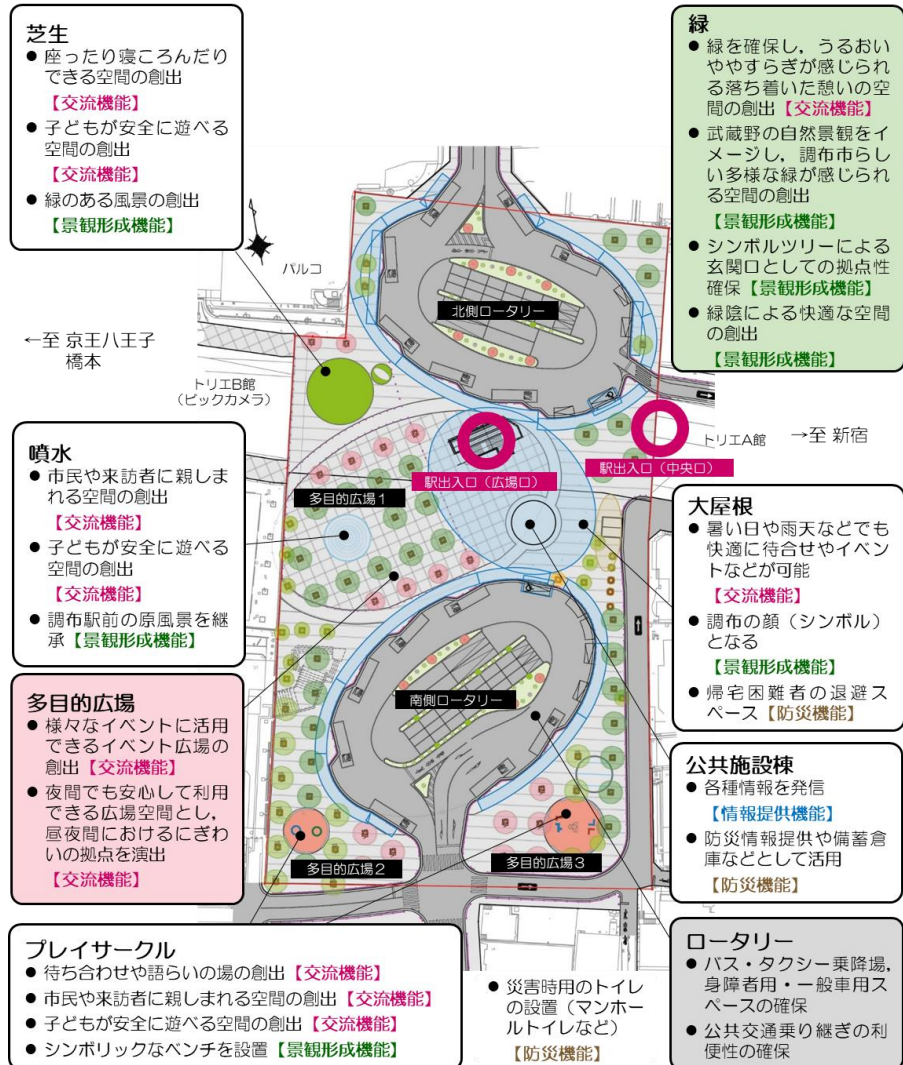 芝生
● 座ったり寝ころんだり
できる空間の創出
【交流機能】
● 子どもが安全に遊べる
空間の創出
【交流機能】
● 緑のある風景の創出
【景観形成機能】
緑
● 緑を確保し,うるおい
ややすらぎが感じられ
る落ち着いた憩いの空
間の創出【交流機能】
● 武蔵野の自然景観をイ
メージし,調布市らし
い多様な緑が感じられ
る空間の創出
【景観形成機能】
● シンボルツリーによる
玄関口としての拠点性
確保【景観形成機能】
● 緑陰による快適な空間
の創出
【景観形成機能】
パルコ
北側ロータリー
←至 京王八王子
橋本
トリエB館
(ビックカメラ)
駅出入口(広場口)
駅出入口(中央口)
トリエA館
→至 新宿
多目的広場1
噴水
● 市民や来訪者に親しま
れる空間の創出
【交流機能】
● 子どもが安全に遊べる
空間の創出
【交流機能】
● 調布駅前の原風景を継
承【景観形成機能】
大屋根
● 暑い日や雨天などでも
快適に待合せやイベン
トなどが可能
【交流機能】
● 調布の顔(シンボル)
となる
【景観形成機能】
● 帰宅困難者の退避ス
ペース【防災機能】
南側ロータリー
多目的広場
● 様々なイベントに活用
できるイベント広場の
創出【交流機能】
● 夜間でも安心して利用
できる広場空間とし,
昼夜間におけるにぎわ
いの拠点を演出
【交流機能】
公共施設棟
● 各種情報を発信
【情報提供機能】
● 防災情報提供や備蓄倉
庫などとして活用
【防災機能】
多目的広場2
多目的広場3
プレイサークル
● 待ち合わせや語らいの場の創出【交流機能】
● 市民や来訪者に親しまれる空間の創出【交流機能】
● 子どもが安全に遊べる空間の創出【交流機能】
● シンボリックなベンチを設置【景観形成機能】
● 災害時用のトイレ
の設置(マンホー
ルトイレなど)
【防災機能】
ロータリー
● バス・タクシー乗降場,
身障者用・一般車用ス
ペースの確保
● 公共交通乗り継ぎの利
便性の確保